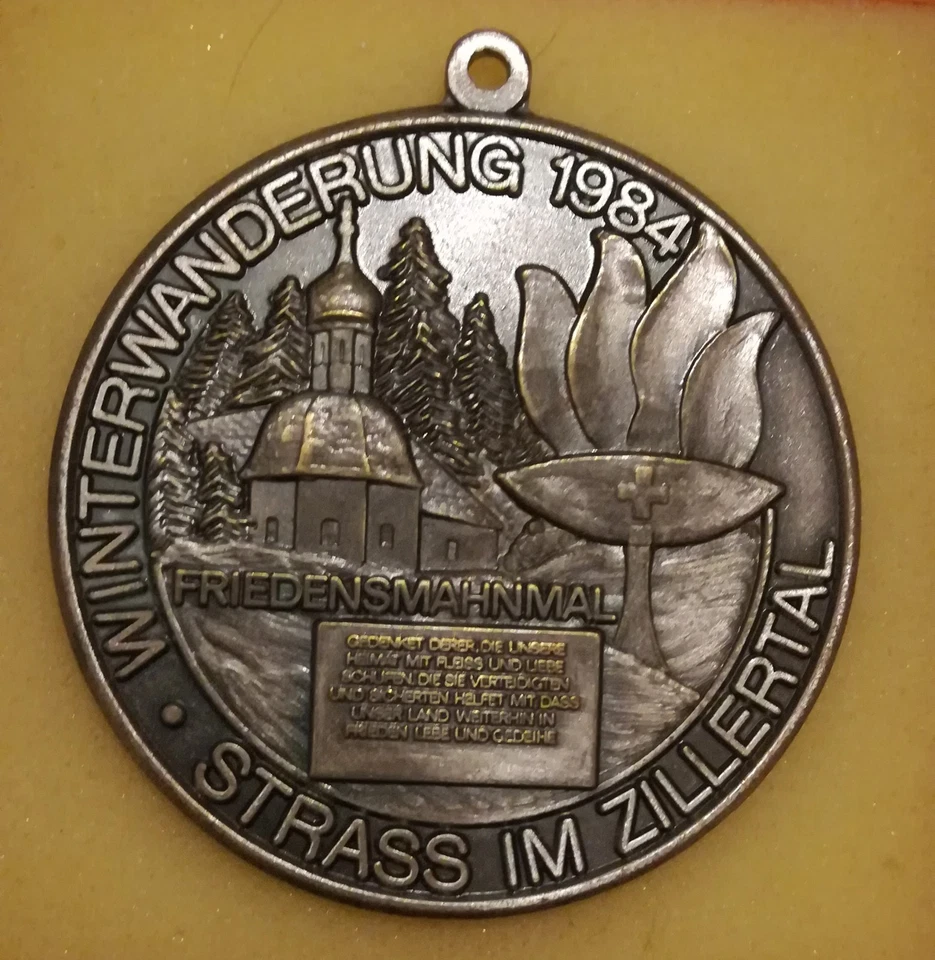 WINTERWANDERUNG 1984
FRIEDENSMAHNMAL
GEDENKET DERER, DIE UNSERE
HEIMAT MIT FLEISS UND LIEBE
SCHUFEN, DIE SIE VERTEIDIGTEN
UND SICHERTEN. HELFET MIT DASS
UNSER LAND WEITERHIN IN
FRIEDEN LEBE UND GEDEIHE
• STRASS IM ZILLERTAL